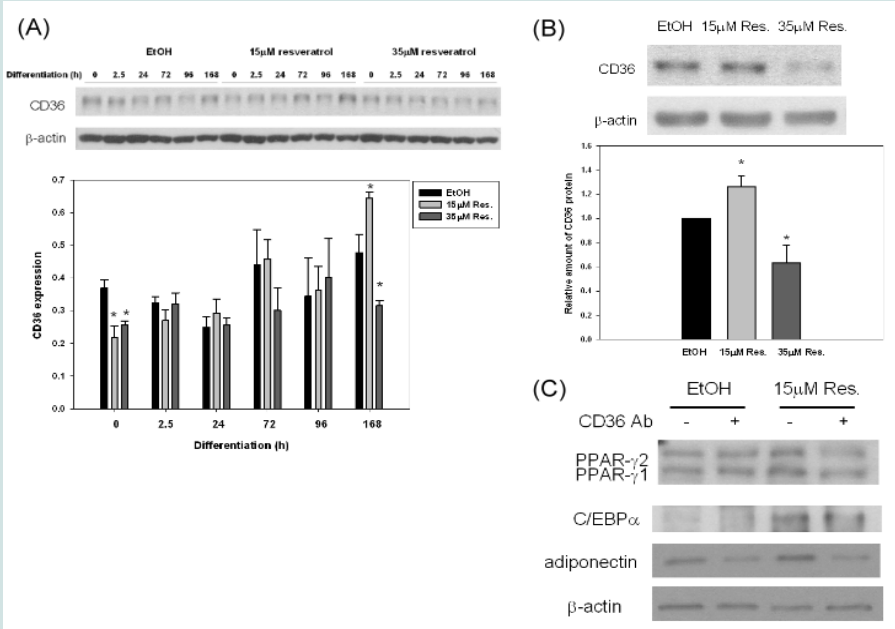 (A)
EtOH 15μM resveratrol 35μM resveratrol
Differentiation (h) 0 2.5 24 72 96 168 0 2.5 24 72 96 168 0 2.5 24 72 96 168
CD36
β-actin
0.7
0.6
0.5
0.4
0.3
0.2
0.1
0.0
CD36 expression
EtOH
15μM Res.
35μM Res.
* * * *
0 2.5 24 72 96 168
Differentiation (h)
(B)
EtOH 15μM Res. 35μM Res.
CD36
β-actin
1.6
1.4
1.2
1.0
0.8
0.6
0.4
0.2
0.0
Relative amount of CD36 protein
* *
EtOH 15μM Res. 35μM Res.
(C)
EtOH 15μM Res.
CD36 Ab - + - +
PPAR-γ2
PPAR-γ1
C/EBPα
adiponectin
β-actin